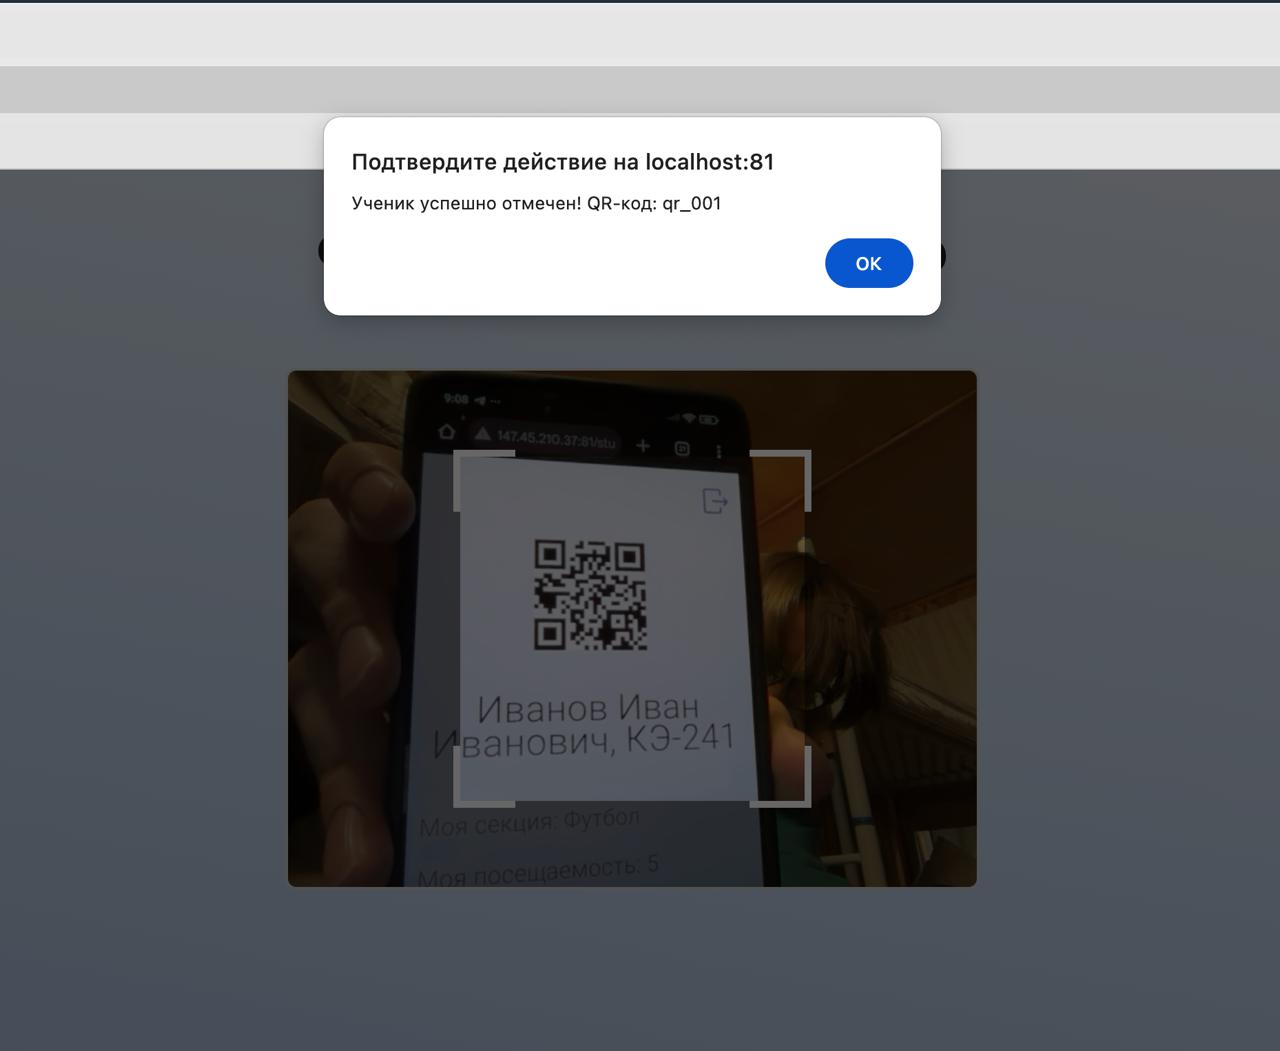 Подтвердите действие на localhost:81
Ученик успешно отмечен! QR-код: qr_001
OK
9:08
147.45.210.37:81/stu
Иванов Иван
Иванович, КЭ-241
Моя секция: Футбол
Моя посещаемость: 5